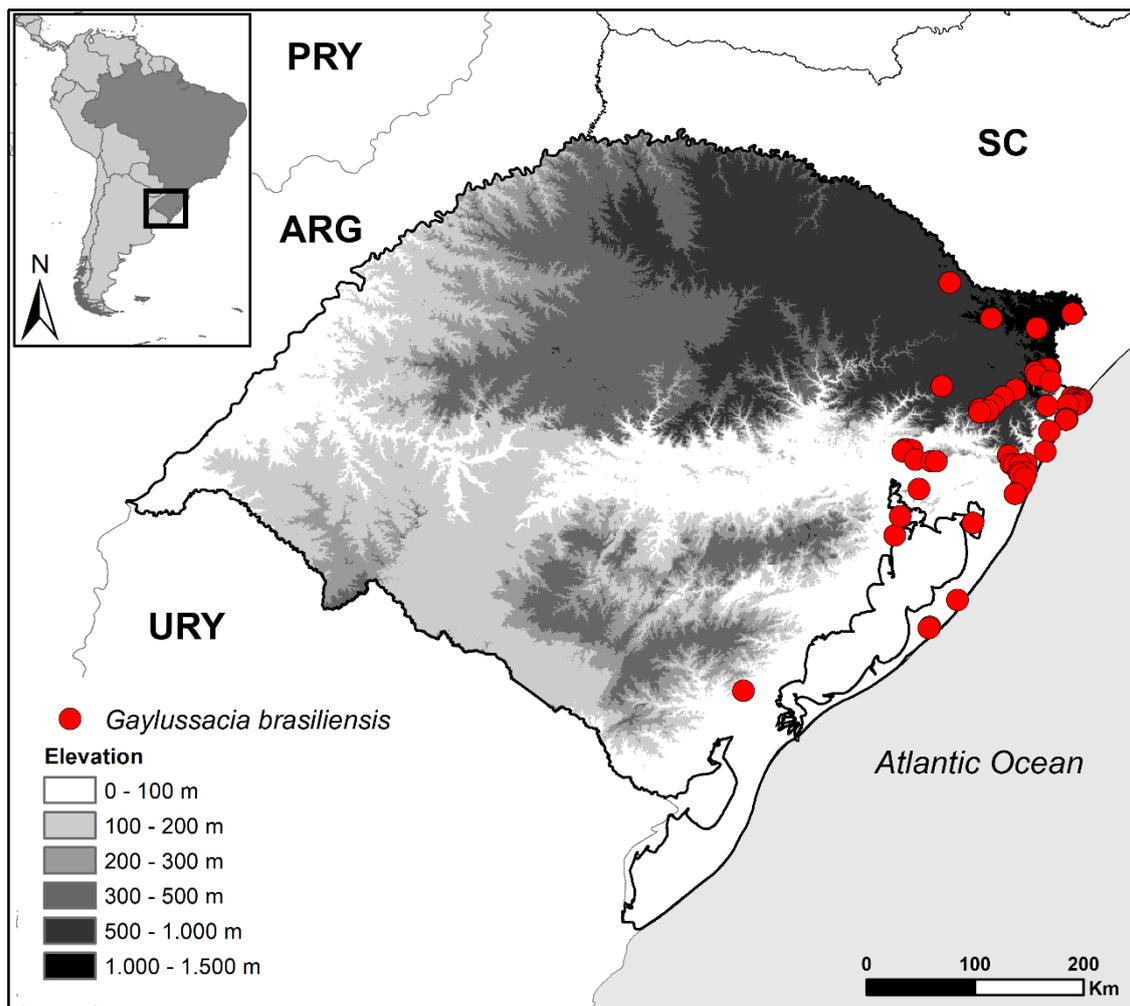 PRY
SC
ARG
N
URY
Gaylussacia brasiliensis
Elevation
0 - 100 m
100 - 200 m
200 - 300 m
300 - 500 m
500 - 1.000 m
1.000 - 1.500 m
Atlantic Ocean
0 100 200
Km